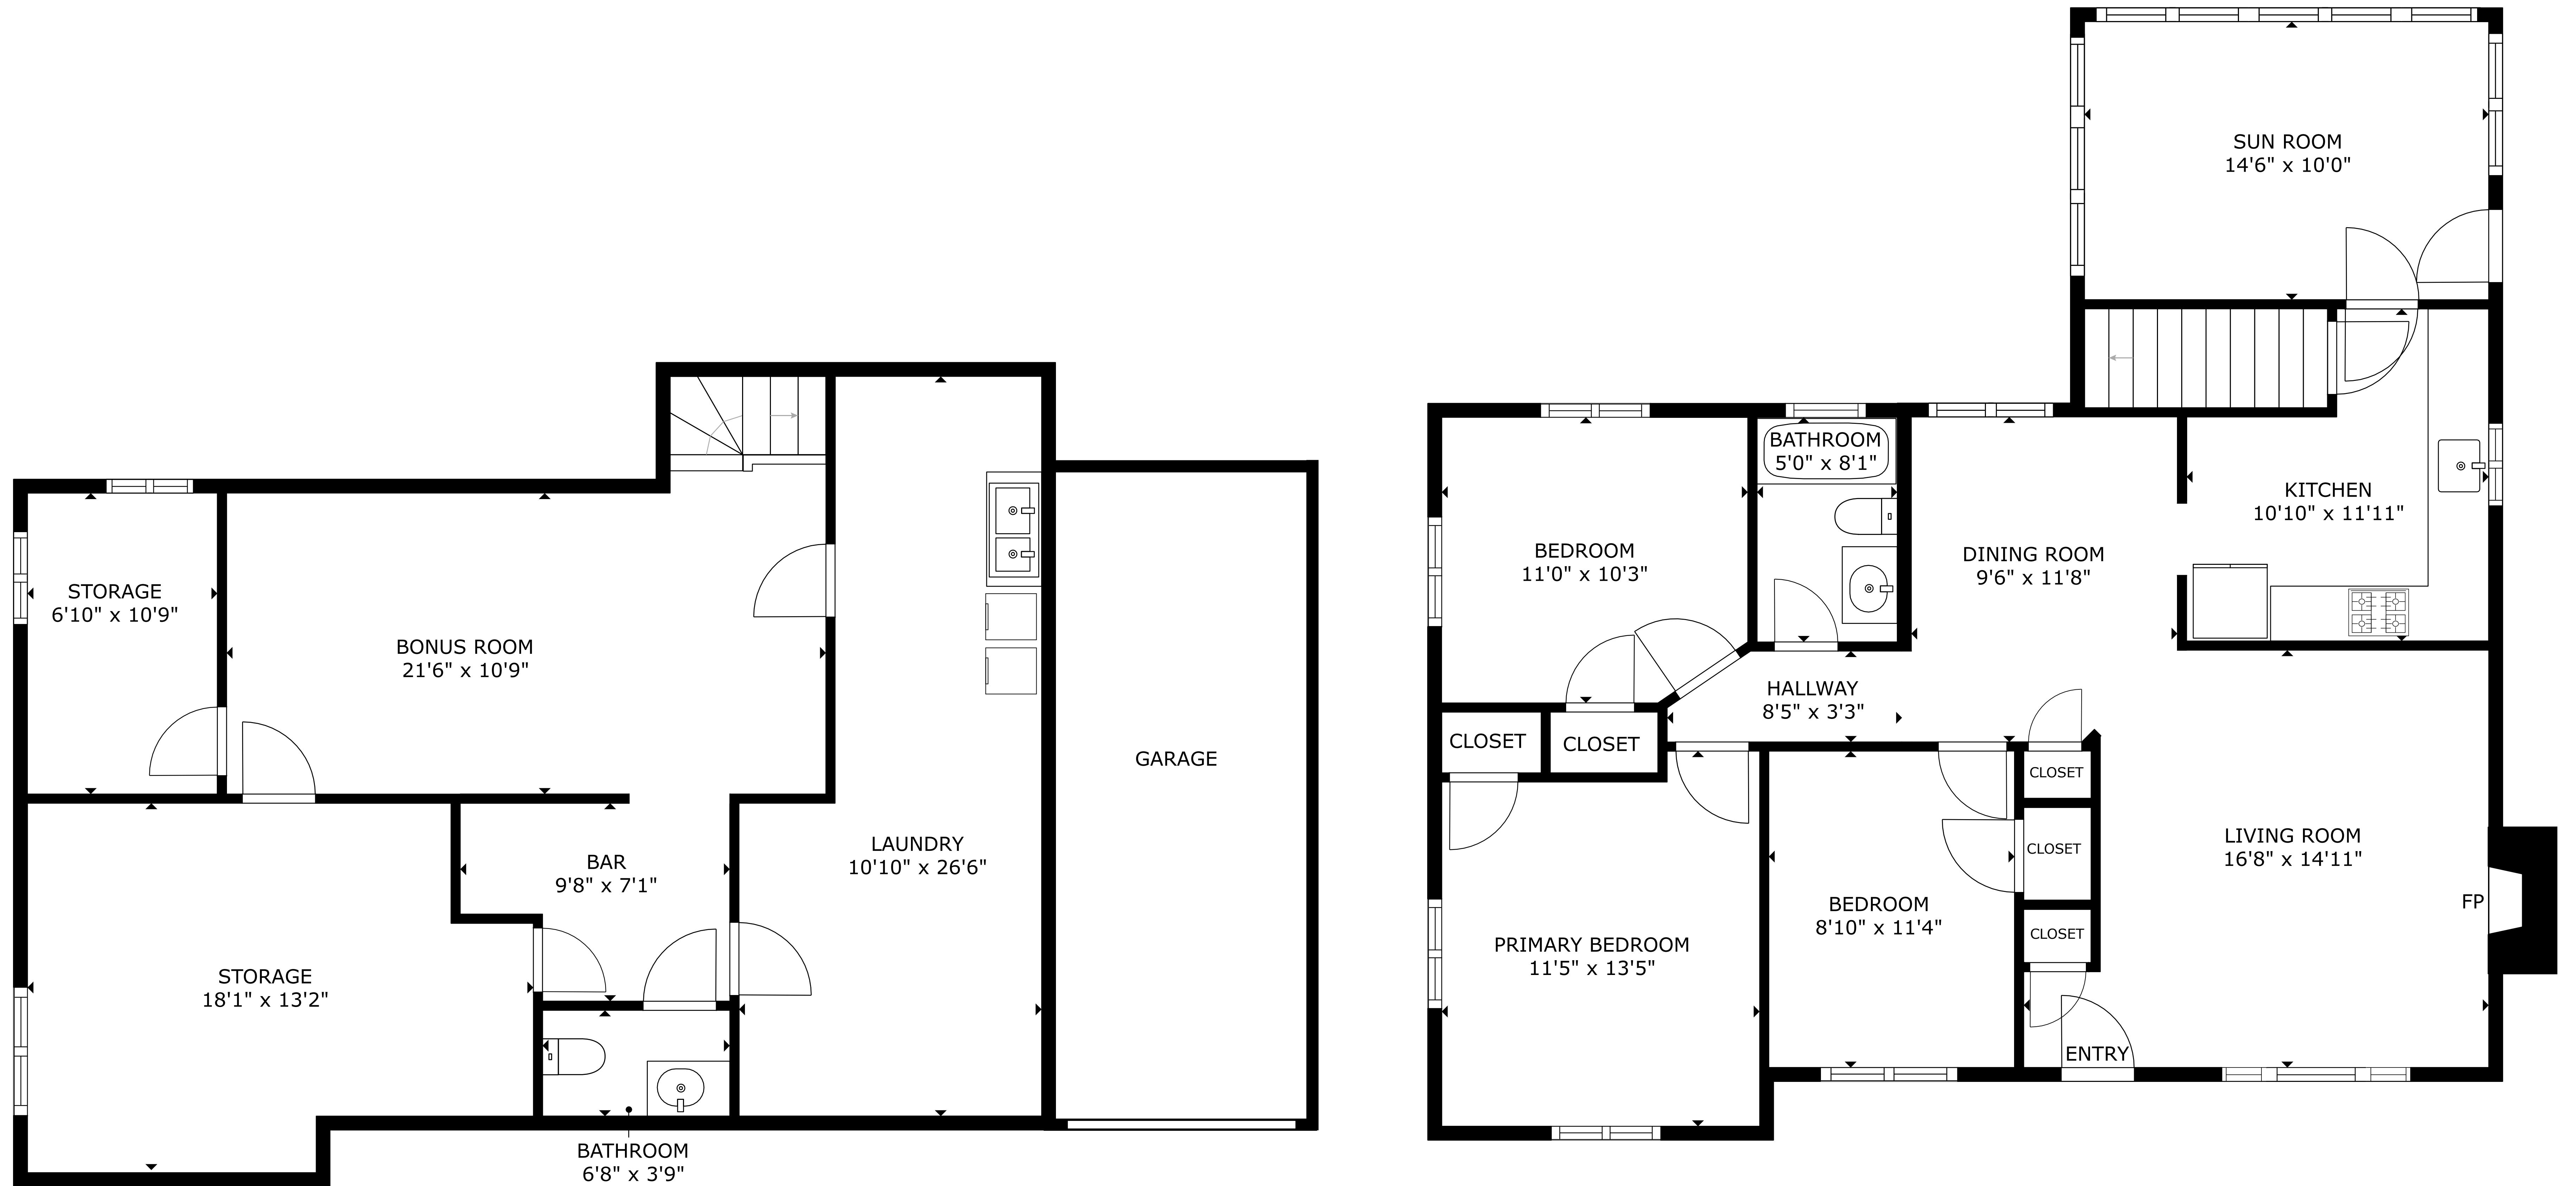 STORAGE
6'10" x 10'9"
BONUS ROOM
21'6" x 10'9"
STORAGE
18'1" x 13'2"
BAR
9'8" x 7'1"
BATHROOM
6'8" x 3'9"
LAUNDRY
10'10" x 26'6"
GARAGE
SUN ROOM
14'6" x 10'0"
BEDROOM
11'0" x 10'3"
BATHROOM
5'0" x 8'1"
DINING ROOM
9'6" x 11'8"
KITCHEN
10'10" x 11'11"
HALLWAY
8'5" x 3'3"
CLOSET
CLOSET
CLOSET
CLOSET
CLOSET
PRIMARY BEDROOM
11'5" x 13'5"
BEDROOM
8'10" x 11'4"
LIVING ROOM
16'8" x 14'11"
FP
ENTRY